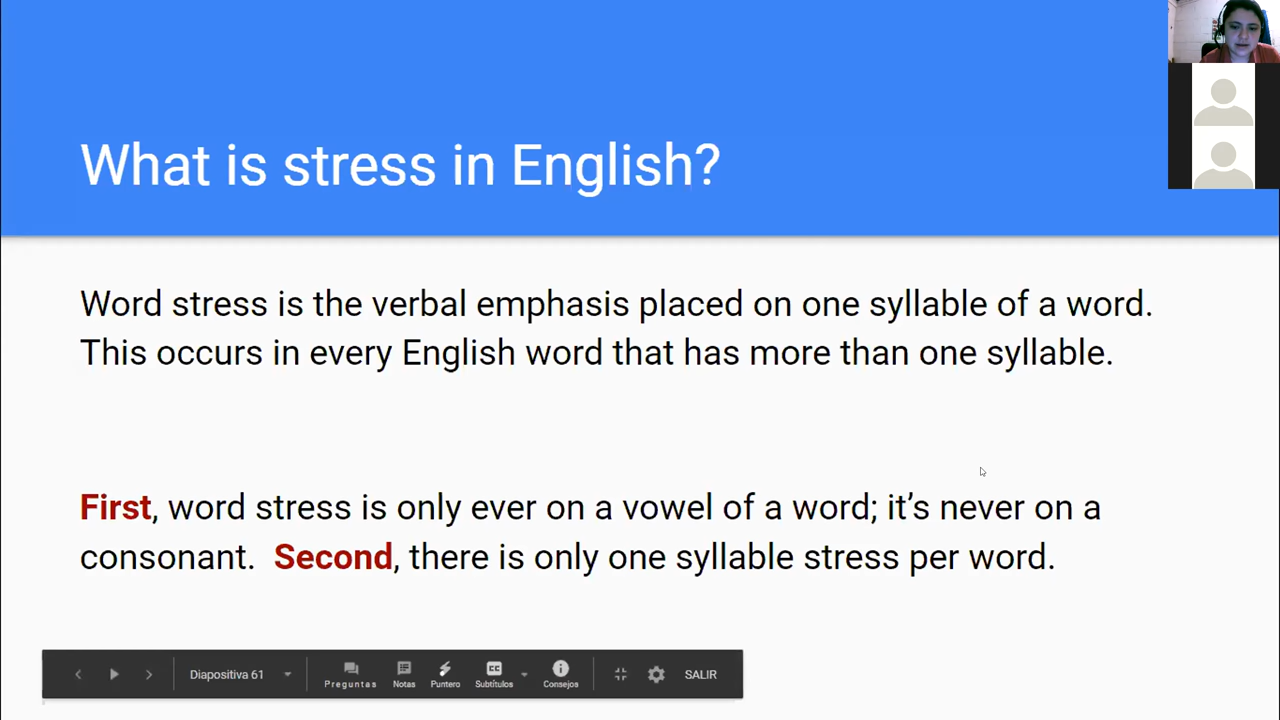 What is stress in English?
Word stress is the verbal emphasis placed on one syllable of a word.
This occurs in every English word that has more than one syllable.
First, word stress is only ever on a vowel of a word; it’s never on a
consonant. Second, there is only one syllable stress per word.
Diapositiva 61 Preguntas Notas Puntero Subtítulos Consejos SALIR